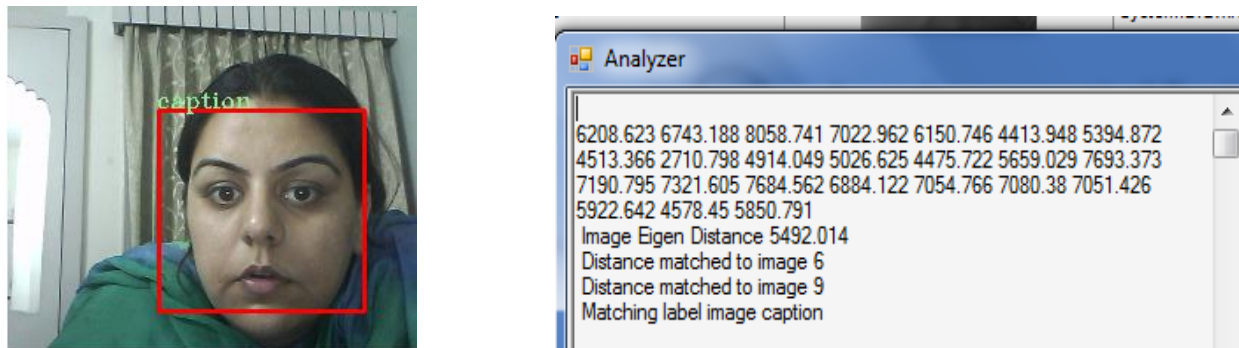 caption
Analyzer
6208.623 6743.188 8058.741 7022.962 6150.746 4413.948 5394.872
4513.366 2710.798 4914.049 5026.625 4475.722 5659.029 7693.373
7190.795 7321.605 7684.562 6884.122 7054.766 7080.38 7051.426
5922.642 4578.45 5850.791
Image Eigen Distance 5492.014
Distance matched to image 6
Distance matched to image 9
Matching label image caption